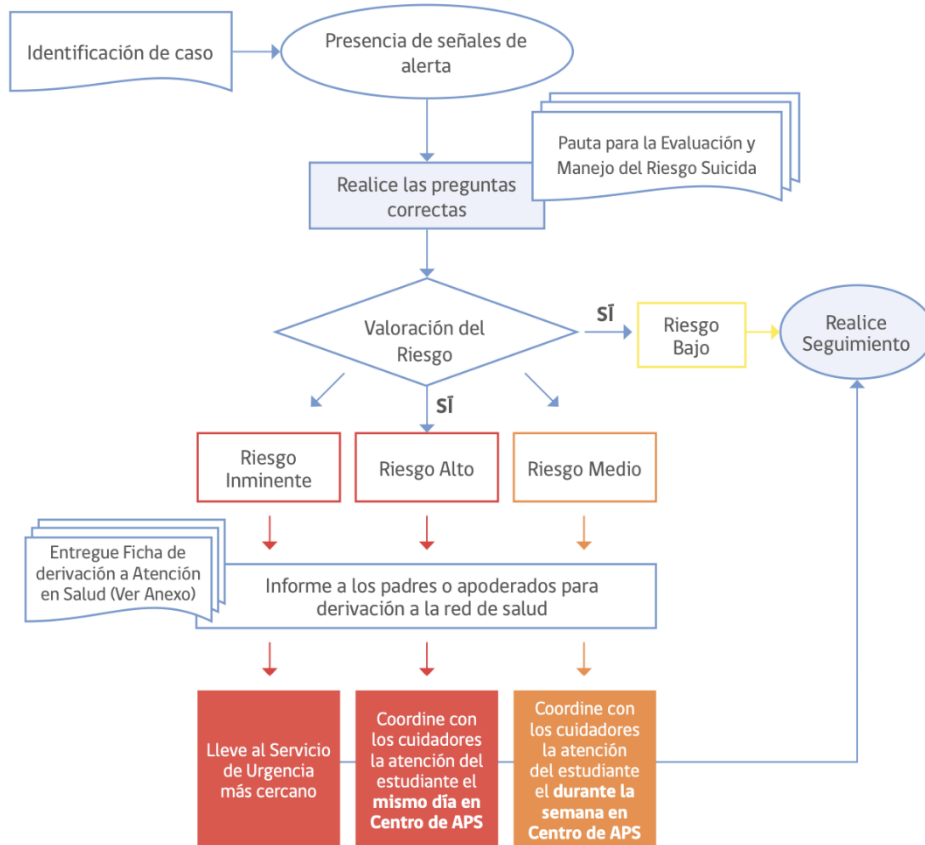 Identificación de caso
Presencia de señales de
alerta
Pauta para la Evaluación y
Manejo del Riesgo Suicida
Realice las preguntas
correctas
Valoración del
Riesgo
SÍ
Riesgo
Bajo
Realice
Seguimiento
SÍ
Riesgo
Inminente
Riesgo Alto
Riesgo Medio
Entregue Ficha de
derivación a Atención
en Salud (Ver Anexo)
Informe a los padres o apoderados para
derivación a la red de salud
Lleve al Servicio
de Urgencia
más cercano
Coordine con
los cuidadores
la atención del
estudiante el
mismo día en
Centro de APS
Coordine con
los cuidadores
la atención
del estudiante
el durante la
semana en
Centro de APS